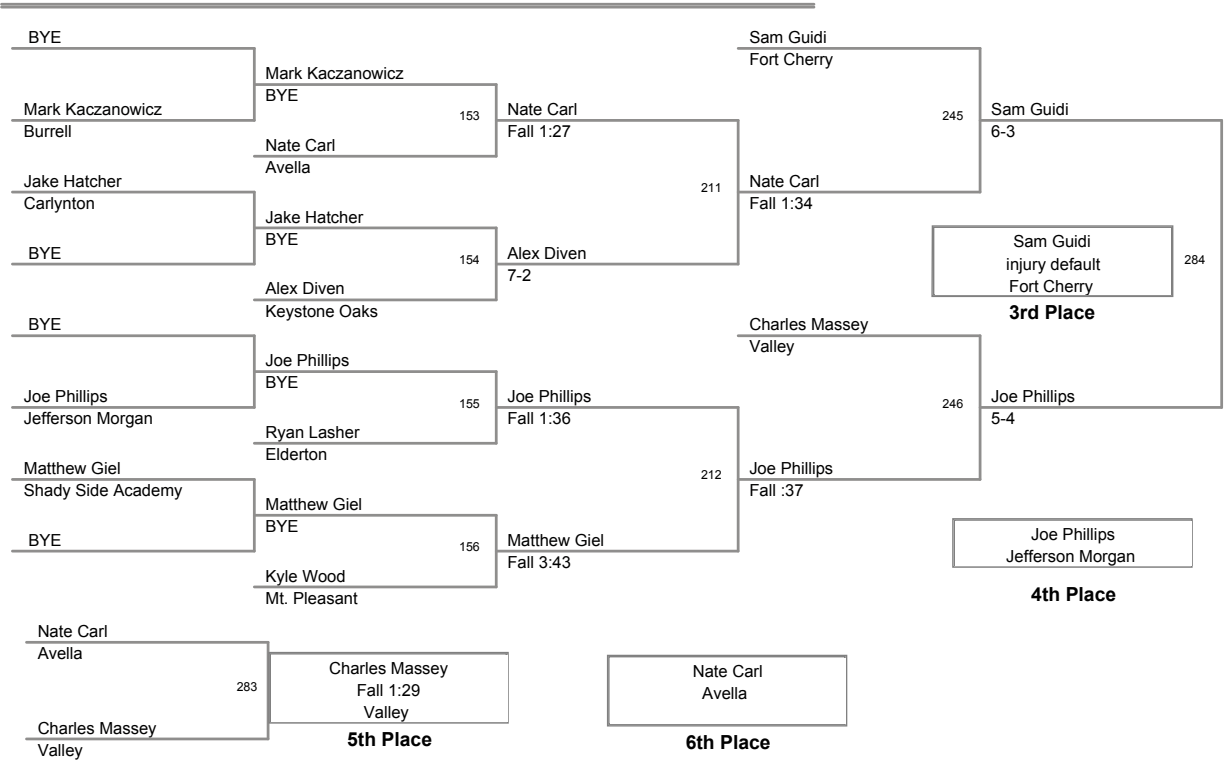 BYE
Mark Kaczanowicz
Burrell
Jake Hatcher
Carlynton
BYE
BYE
Joe Phillips
Jefferson Morgan
Matthew Giel
Shady Side Academy
BYE
Mark Kaczanowicz
BYE
153
Nate Carl
Avella
Jake Hatcher
BYE
154
Alex Diven
Keystone Oaks
Joe Phillips
BYE
155
Ryan Lasher
Elderton
Matthew Giel
BYE
156
Kyle Wood
Mt. Pleasant
Nate Carl
Fall 1:27
211
Alex Diven
7-2
Joe Phillips
Fall 1:36
212
Matthew Giel
Fall 3:43
Sam Guidi
Fort Cherry
245
Nate Carl
Fall 1:34
Charles Massey
Valley
246
Joe Phillips
Fall :37
Sam Guidi
6-3
284
Joe Phillips
5-4
Sam Guidi
injury default
Fort Cherry
3rd Place
Joe Phillips
Jefferson Morgan
4th Place
Nate Carl
Avella
283
Charles Massey
Valley
Charles Massey
Fall 1:29
Valley
5th Place
Nate Carl
Avella
6th Place